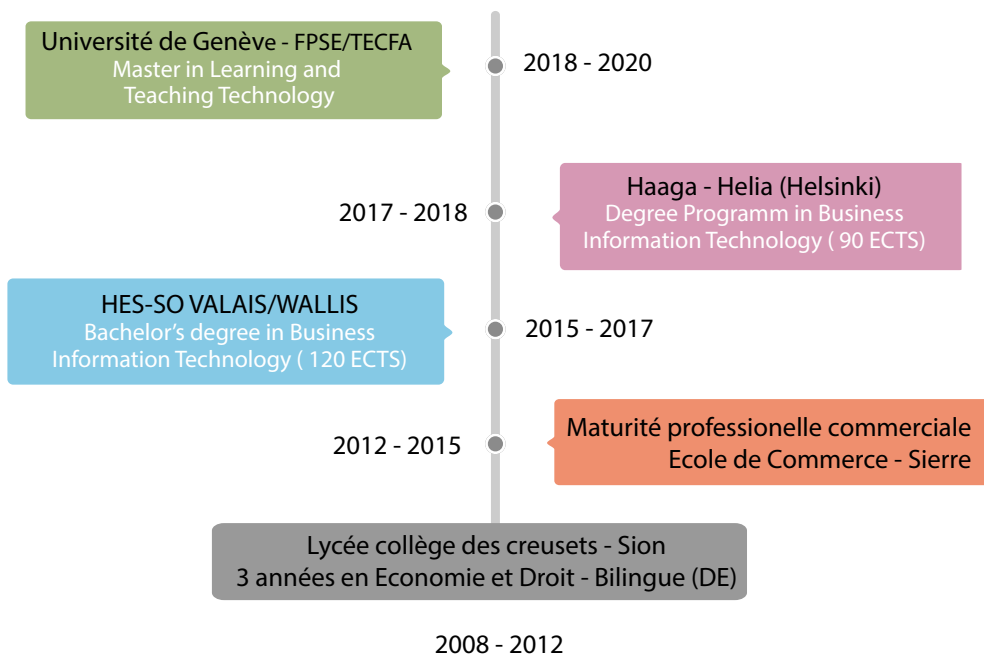 Université de Genève - FPSE/TECFA
Master in Learning and
Teaching Technology
2018 - 2020
Haaga - Helia (Helsinki)
Degree Programm in Business
Information Technology ( 90 ECTS)
2017 - 2018
HES-SO VALAIS/WALLIS
Bachelor’s degree in Business
Information Technology ( 120 ECTS)
2015 - 2017
Maturité professionelle commerciale
Ecole de Commerce - Sierre
2012 - 2015
Lycée collège des creusets - Sion
3 années en Economie et Droit - Bilingue (DE)
2008 - 2012